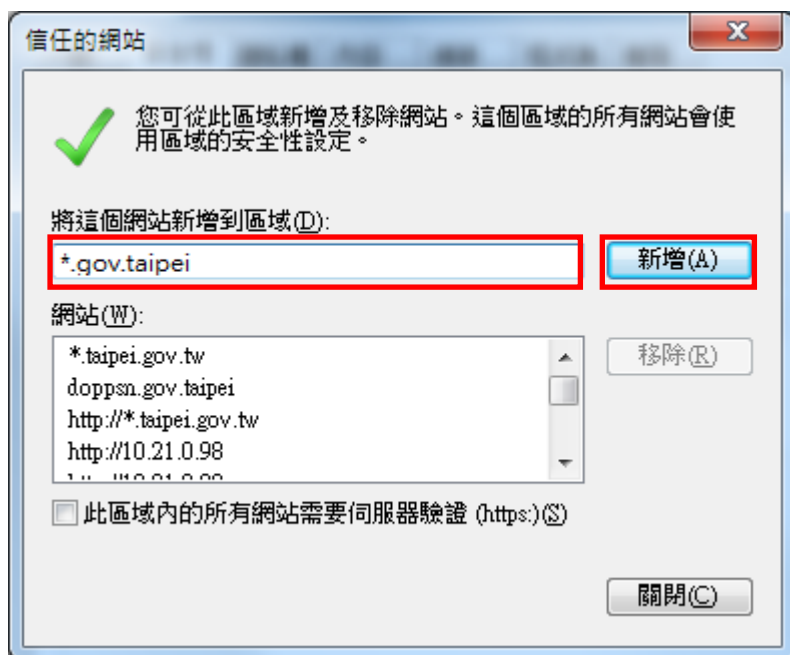 信任的網站
您可從此區域新增及移除網站。這個區域的所有網站會使
用區域的安全性設定。
將這個網站新增到區域(D):
*.gov.taipei
新增(A)
網站(W):
*.taipei.gov.tw
移除(R)
doppsn.gov.taipei
http://*.taipei.gov.tw
http://10.21.0.98
此區域內的所有網站需要伺服器驗證 (https:)(S)
關閉(C)